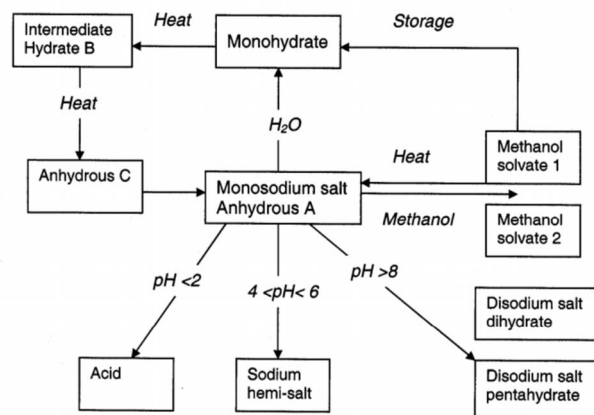 Intermediate
Hydrate B
Heat
Monohydrate
Storage
Heat
H₂O
Anhydrous C
Monosodium salt
Anhydrous A
Heat
Methanol
Methanol
solvate 1
Methanol
solvate 2
pH <2
4 <pH< 6
pH >8
Disodium salt
dihydrate
Acid
Sodium
hemi-salt
Disodium salt
pentahydrate